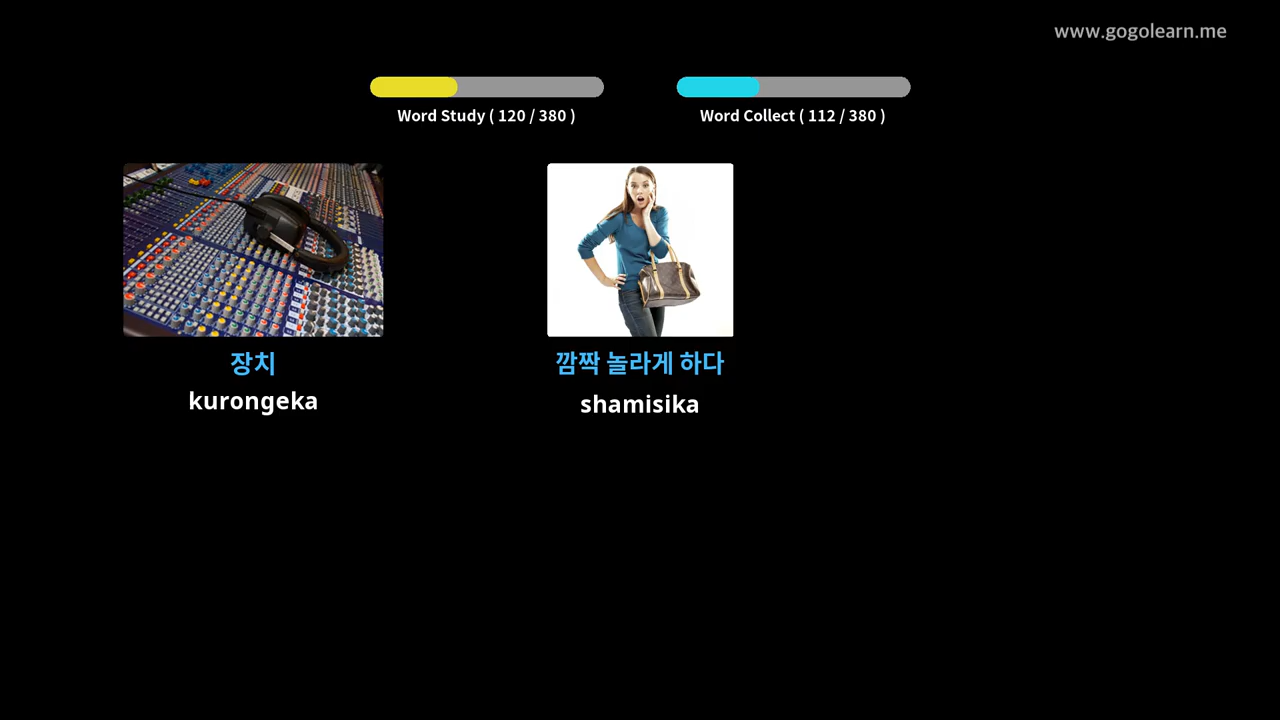 www.gogolearn.me
Word Study ( 120 / 380 )
Word Collect ( 112 / 380 )
장치
kurongeka
깜짝 놀라게 하다
shamisika